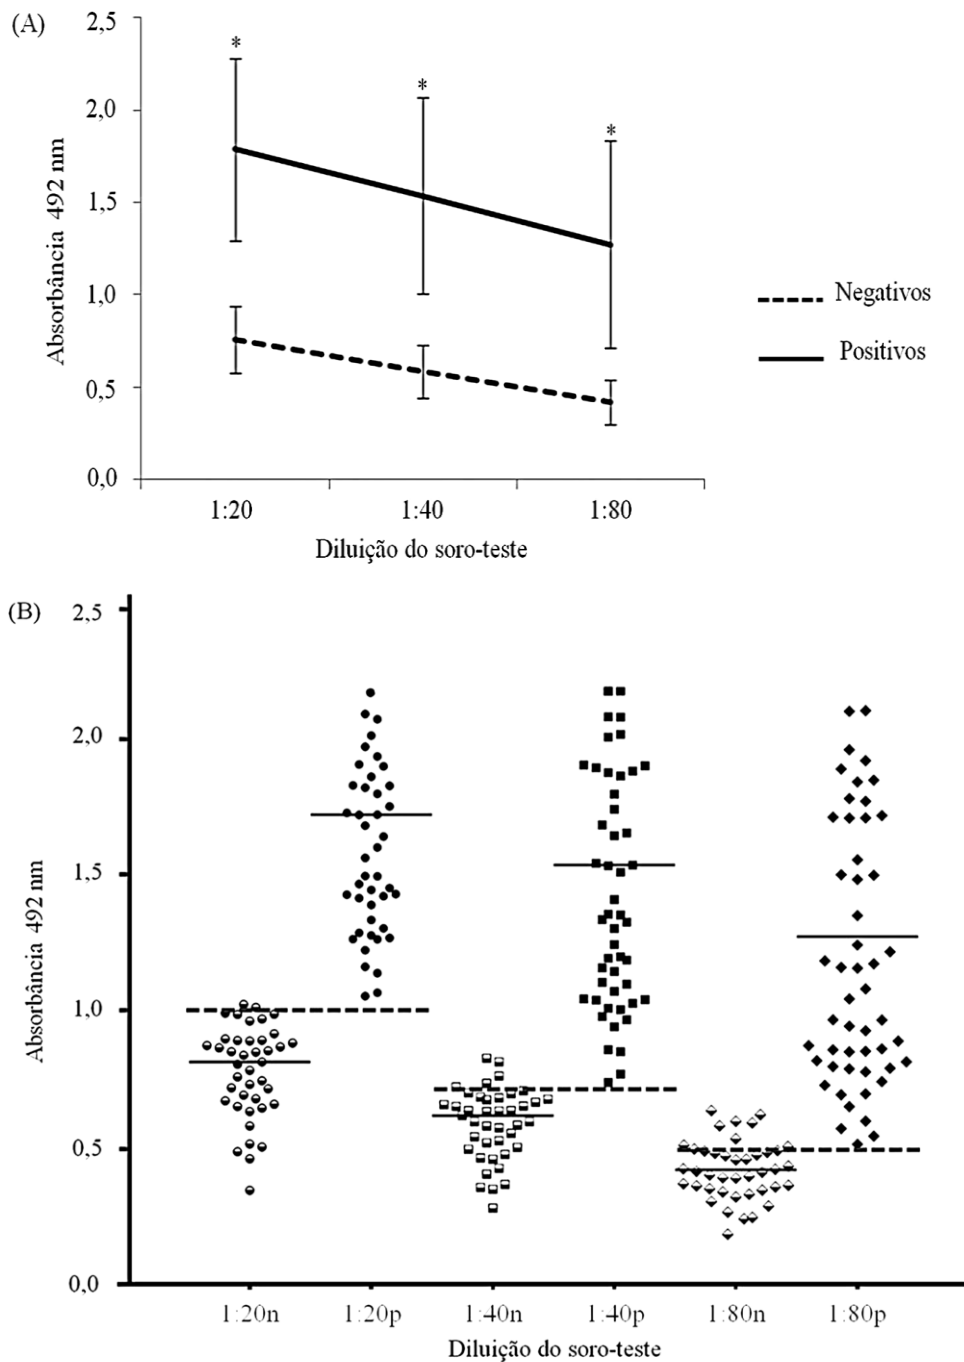 (A)
Absorbância 492 nm
2,5
2,0
1,5
1,0
0,5
0,0
*
*
*
1:20
1:40
1:80
Diluição do soro-teste
Negativos
Positivos
(B)
Absorbância 492 nm
2,5
2,0
1,5
1,0
0,5
0,0
1:20n
1:20p
1:40n
1:40p
1:80n
1:80p
Diluição do soro-teste